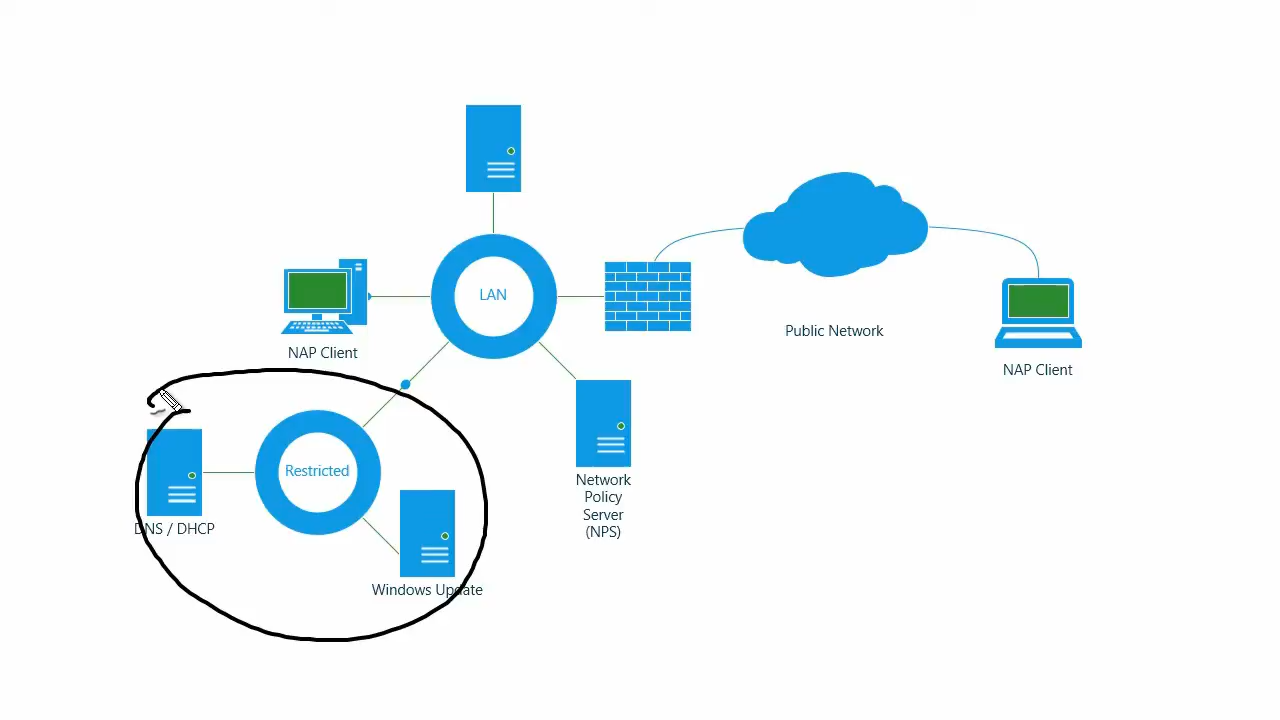 LAN
Public Network
NAP Client
NAP Client
Restricted
Network
Policy
Server
(NPS)
DNS / DHCP
Windows Update